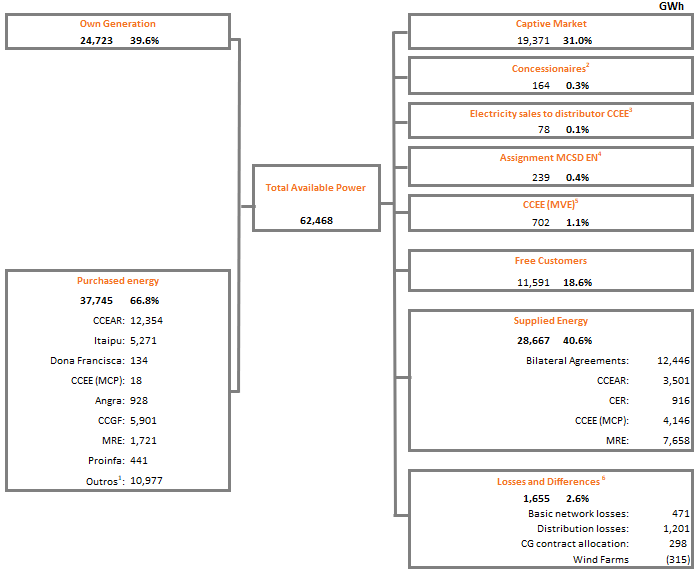 GWh
Own Generation
24,723 39.6%
Purchased energy
37,745 66.8%
CCEAR: 12,354
Itaipu: 5,271
Dona Francisca: 134
CCEE (MCP): 18
Angra: 928
CCGF: 5,901
MRE: 1,721
Proinfa: 441
Outros¹: 10,977
Total Available Power
62,468
Captive Market
19,371 31.0%
Concessionaires²
164 0.3%
Electricity sales to distributor CCEE³
78 0.1%
Assignment MCSD EN⁴
239 0.4%
CCEE (MVE)⁵
702 1.1%
Free Customers
11,591 18.6%
Supplied Energy
28,667 40.6%
Bilateral Agreements: 12,446
CCEAR: 3,501
CER: 916
CCEE (MCP): 4,146
MRE: 7,658
Losses and Differences ⁶
1,655 2.6%
Basic network losses: 471
Distribution losses: 1,201
CG contract allocation: 298
Wind Farms (315)